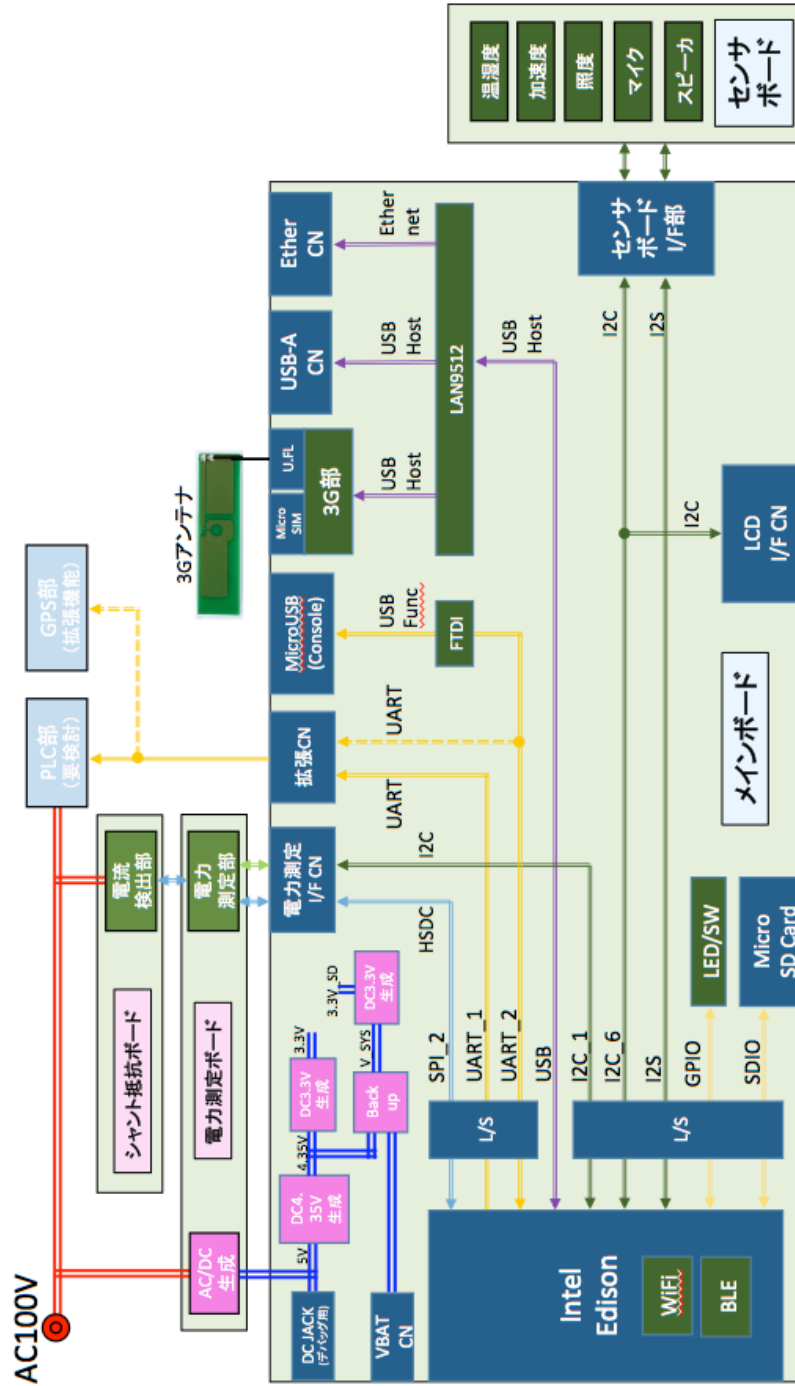 AC100V
PLC部
(要検討)
GPS部
(拡張機能)
シャント抵抗ボード
電流
検出部
3Gアンテナ
電力測定ボード
AC/DC
生成
電力
測定部
DC JACK
(デバッグ用)
5V
DC4.
35V
生成
4.35V
DC3.3V
生成
3.3V
3.3V_SD
DC3.3V
生成
V_SYS
Back
up
VBAT
CN
電力測定
I/F CN
拡張CN
MicroUSB
(Console)
Micro
SIM
U.FL
3G部
USB-A
CN
Ether
CN
HSDC
I2C
UART
UART
USB
Func
USB
Host
USB
Host
Ether
net
FTDI
LAN9512
USB
Host
Intel
Edison
WiFi
BLE
L/S
L/S
SPI_2
UART_1
UART_2
USB
I2C_1
I2C_6
I2S
GPIO
SDIO
I2C
I2S
I2C
センサ
ボード
I/F部
温湿度
加速度
照度
マイク
スピーカ
センサ
ボード
LED/SW
Micro
SD Card
メインボード
LCD
I/F CN